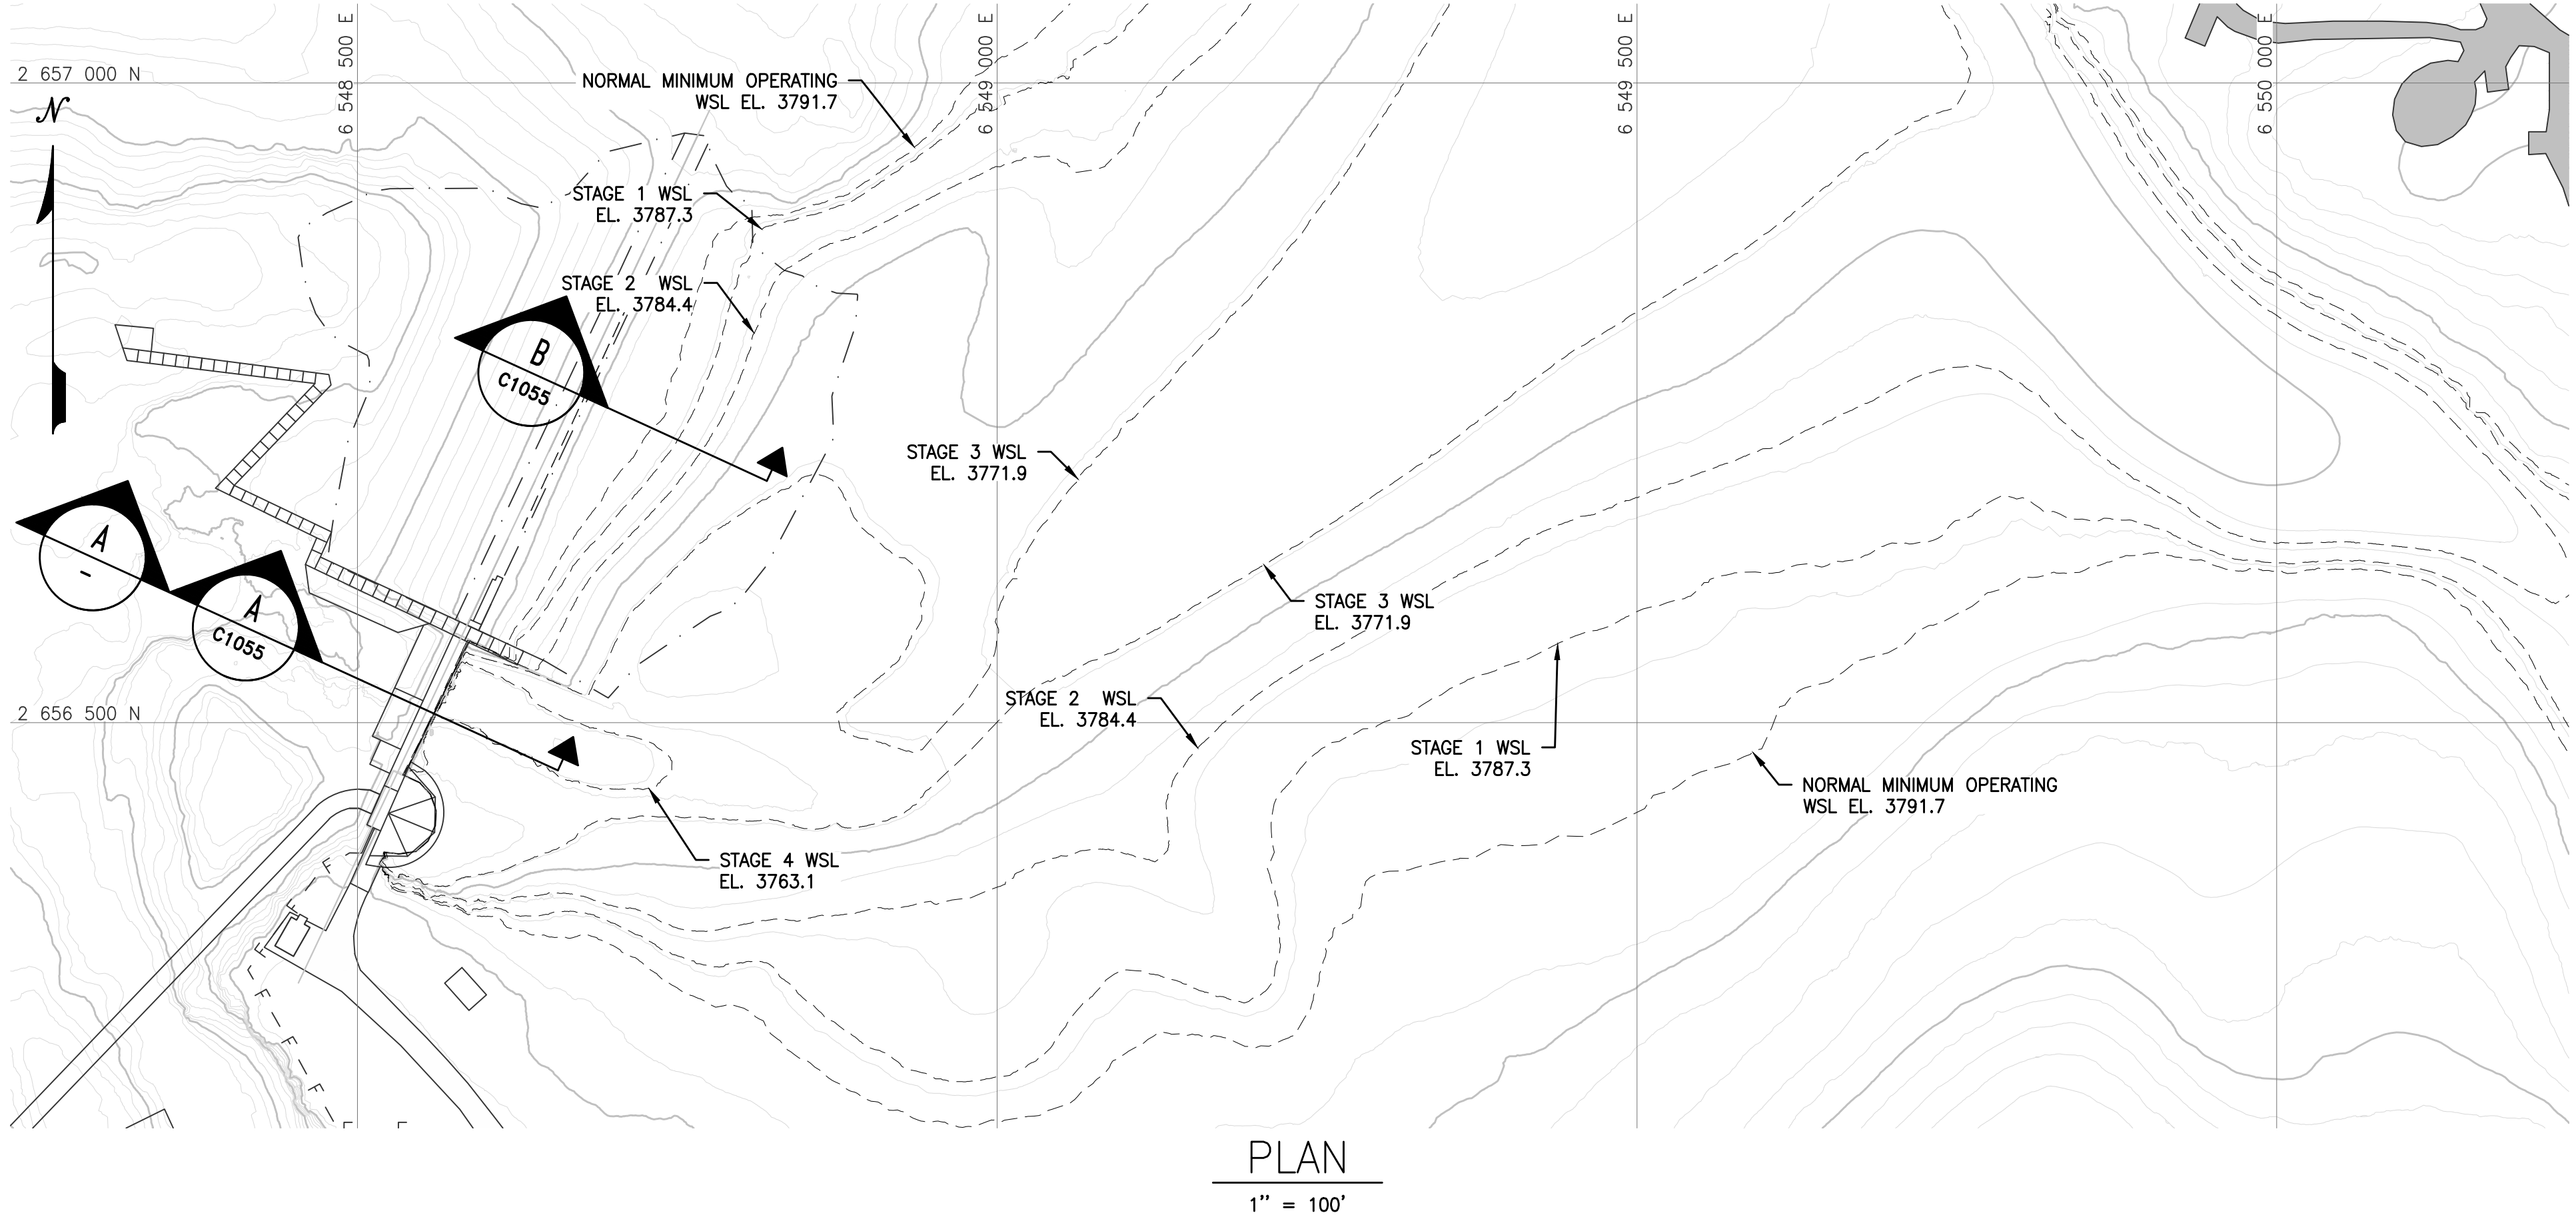 6 548 500 E
6 549 000 E
6 549 500 E
6 550 000 E
2 657 000 N
N
NORMAL MINIMUM OPERATING
WSL EL. 3791.7
STAGE 1 WSL
EL. 3787.3
STAGE 2 WSL
EL. 3784.4
B
C1055
STAGE 3 WSL
EL. 3771.9
A
-
A
C1055
STAGE 3 WSL
EL. 3771.9
2 656 500 N
STAGE 2 WSL
EL. 3784.4
STAGE 1 WSL
EL. 3787.3
NORMAL MINIMUM OPERATING
WSL EL. 3791.7
STAGE 4 WSL
EL. 3763.1
F
F
F
F
F
F
F
F
PLAN
1" = 100'